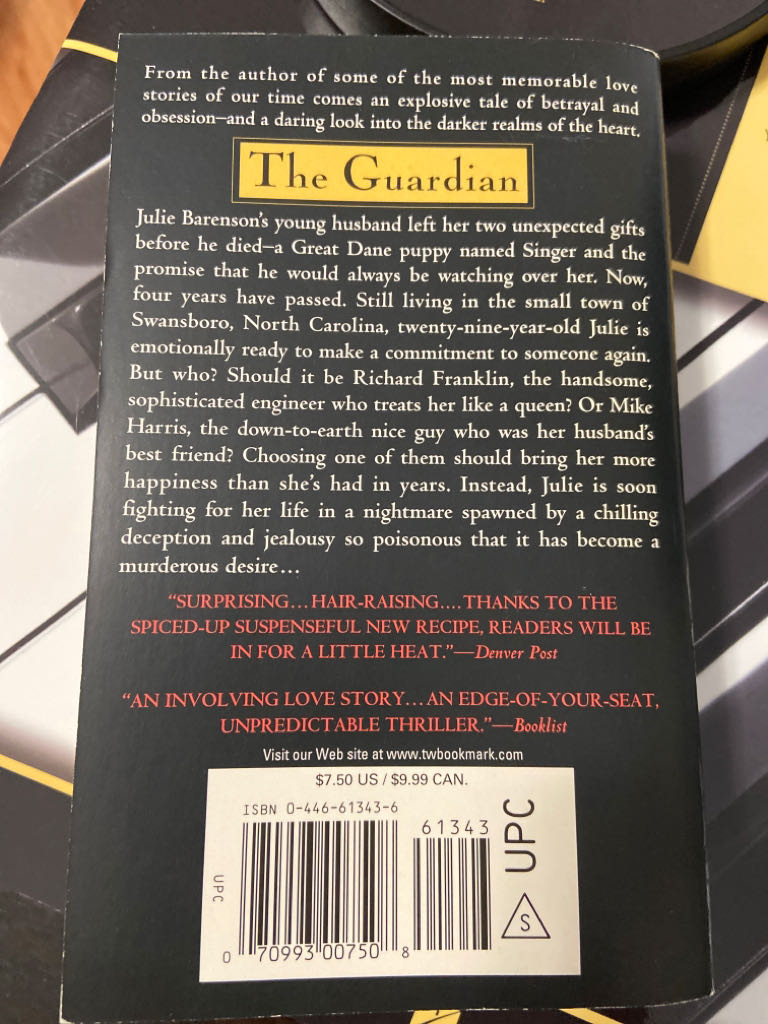 From the author of some of the most memorable love
stories of our time comes an explosive tale of betrayal and
obsession—and a daring look into the darker realms of the heart.
The Guardian
Julie Barenson's young husband left her two unexpected gifts
before he died—a Great Dane puppy named Singer and the
promise that he would always be watching over her. Now,
four years have passed. Still living in the small town of
Swansboro, North Carolina, twenty-nine-year-old Julie is
emotionally ready to make a commitment to someone again.
But who? Should it be Richard Franklin, the handsome,
sophisticated engineer who treats her like a queen? Or Mike
Harris, the down-to-earth nice guy who was her husband's
best friend? Choosing one of them should bring her more
happiness than she's had in years. Instead, Julie is soon
fighting for her life in a nightmare spawned by a chilling
deception and jealousy so poisonous that it has become a
murderous desire...
"SURPRISING...HAIR-RAISING....THANKS TO THE
SPICED-UP SUSPENSEFUL NEW RECIPE, READERS WILL BE
IN FOR A LITTLE HEAT."—Denver Post
"AN INVOLVING LOVE STORY...AN EDGE-OF-YOUR-SEAT,
UNPREDICTABLE THRILLER."—Booklist
Visit our Web site at www.twbookmark.com
$7.50 US / $9.99 CAN.
ISBN 0-446-61343-6
61343
UPC
UPC
S
0 70993 00750 8